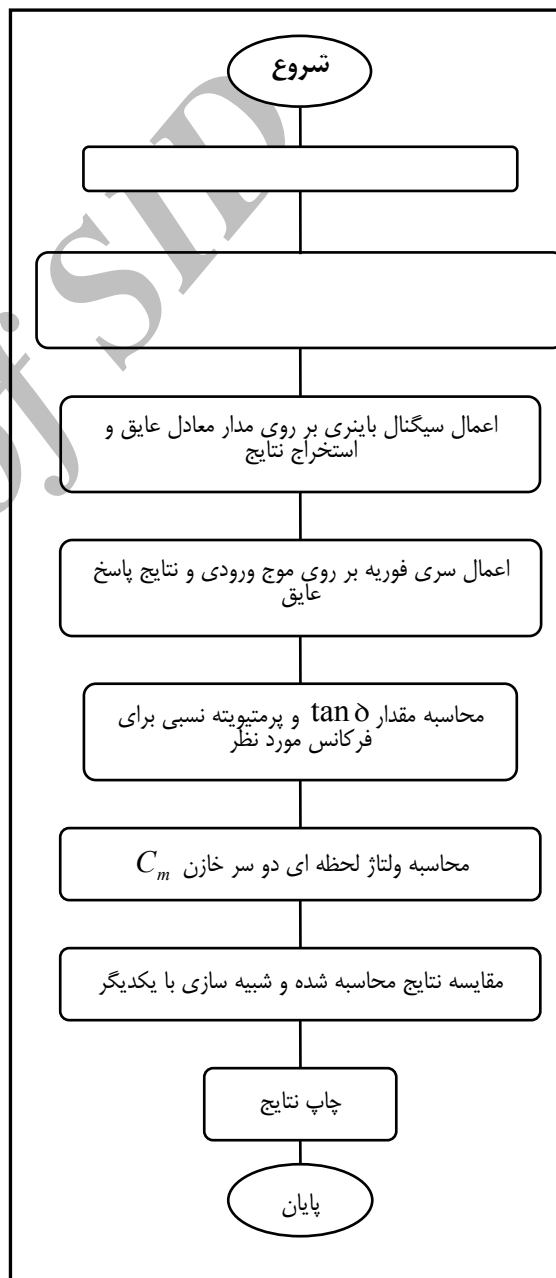 شروع
اعمال سیگنال باینری بر روی مدار معادل عایق و
استخراج نتایج
اعمال سری فوریه بر روی موج ورودی و نتایج پاسخ
عایق
محاسبه مقدار tan δ و پرمتیویته نسبی برای
فرکانس مورد نظر
محاسبه ولتاژ لحظه ای دو سر خازن C_m
مقایسه نتایج محاسبه شده و شبیه سازی با یکدیگر
چاپ نتایج
پایان
of SID